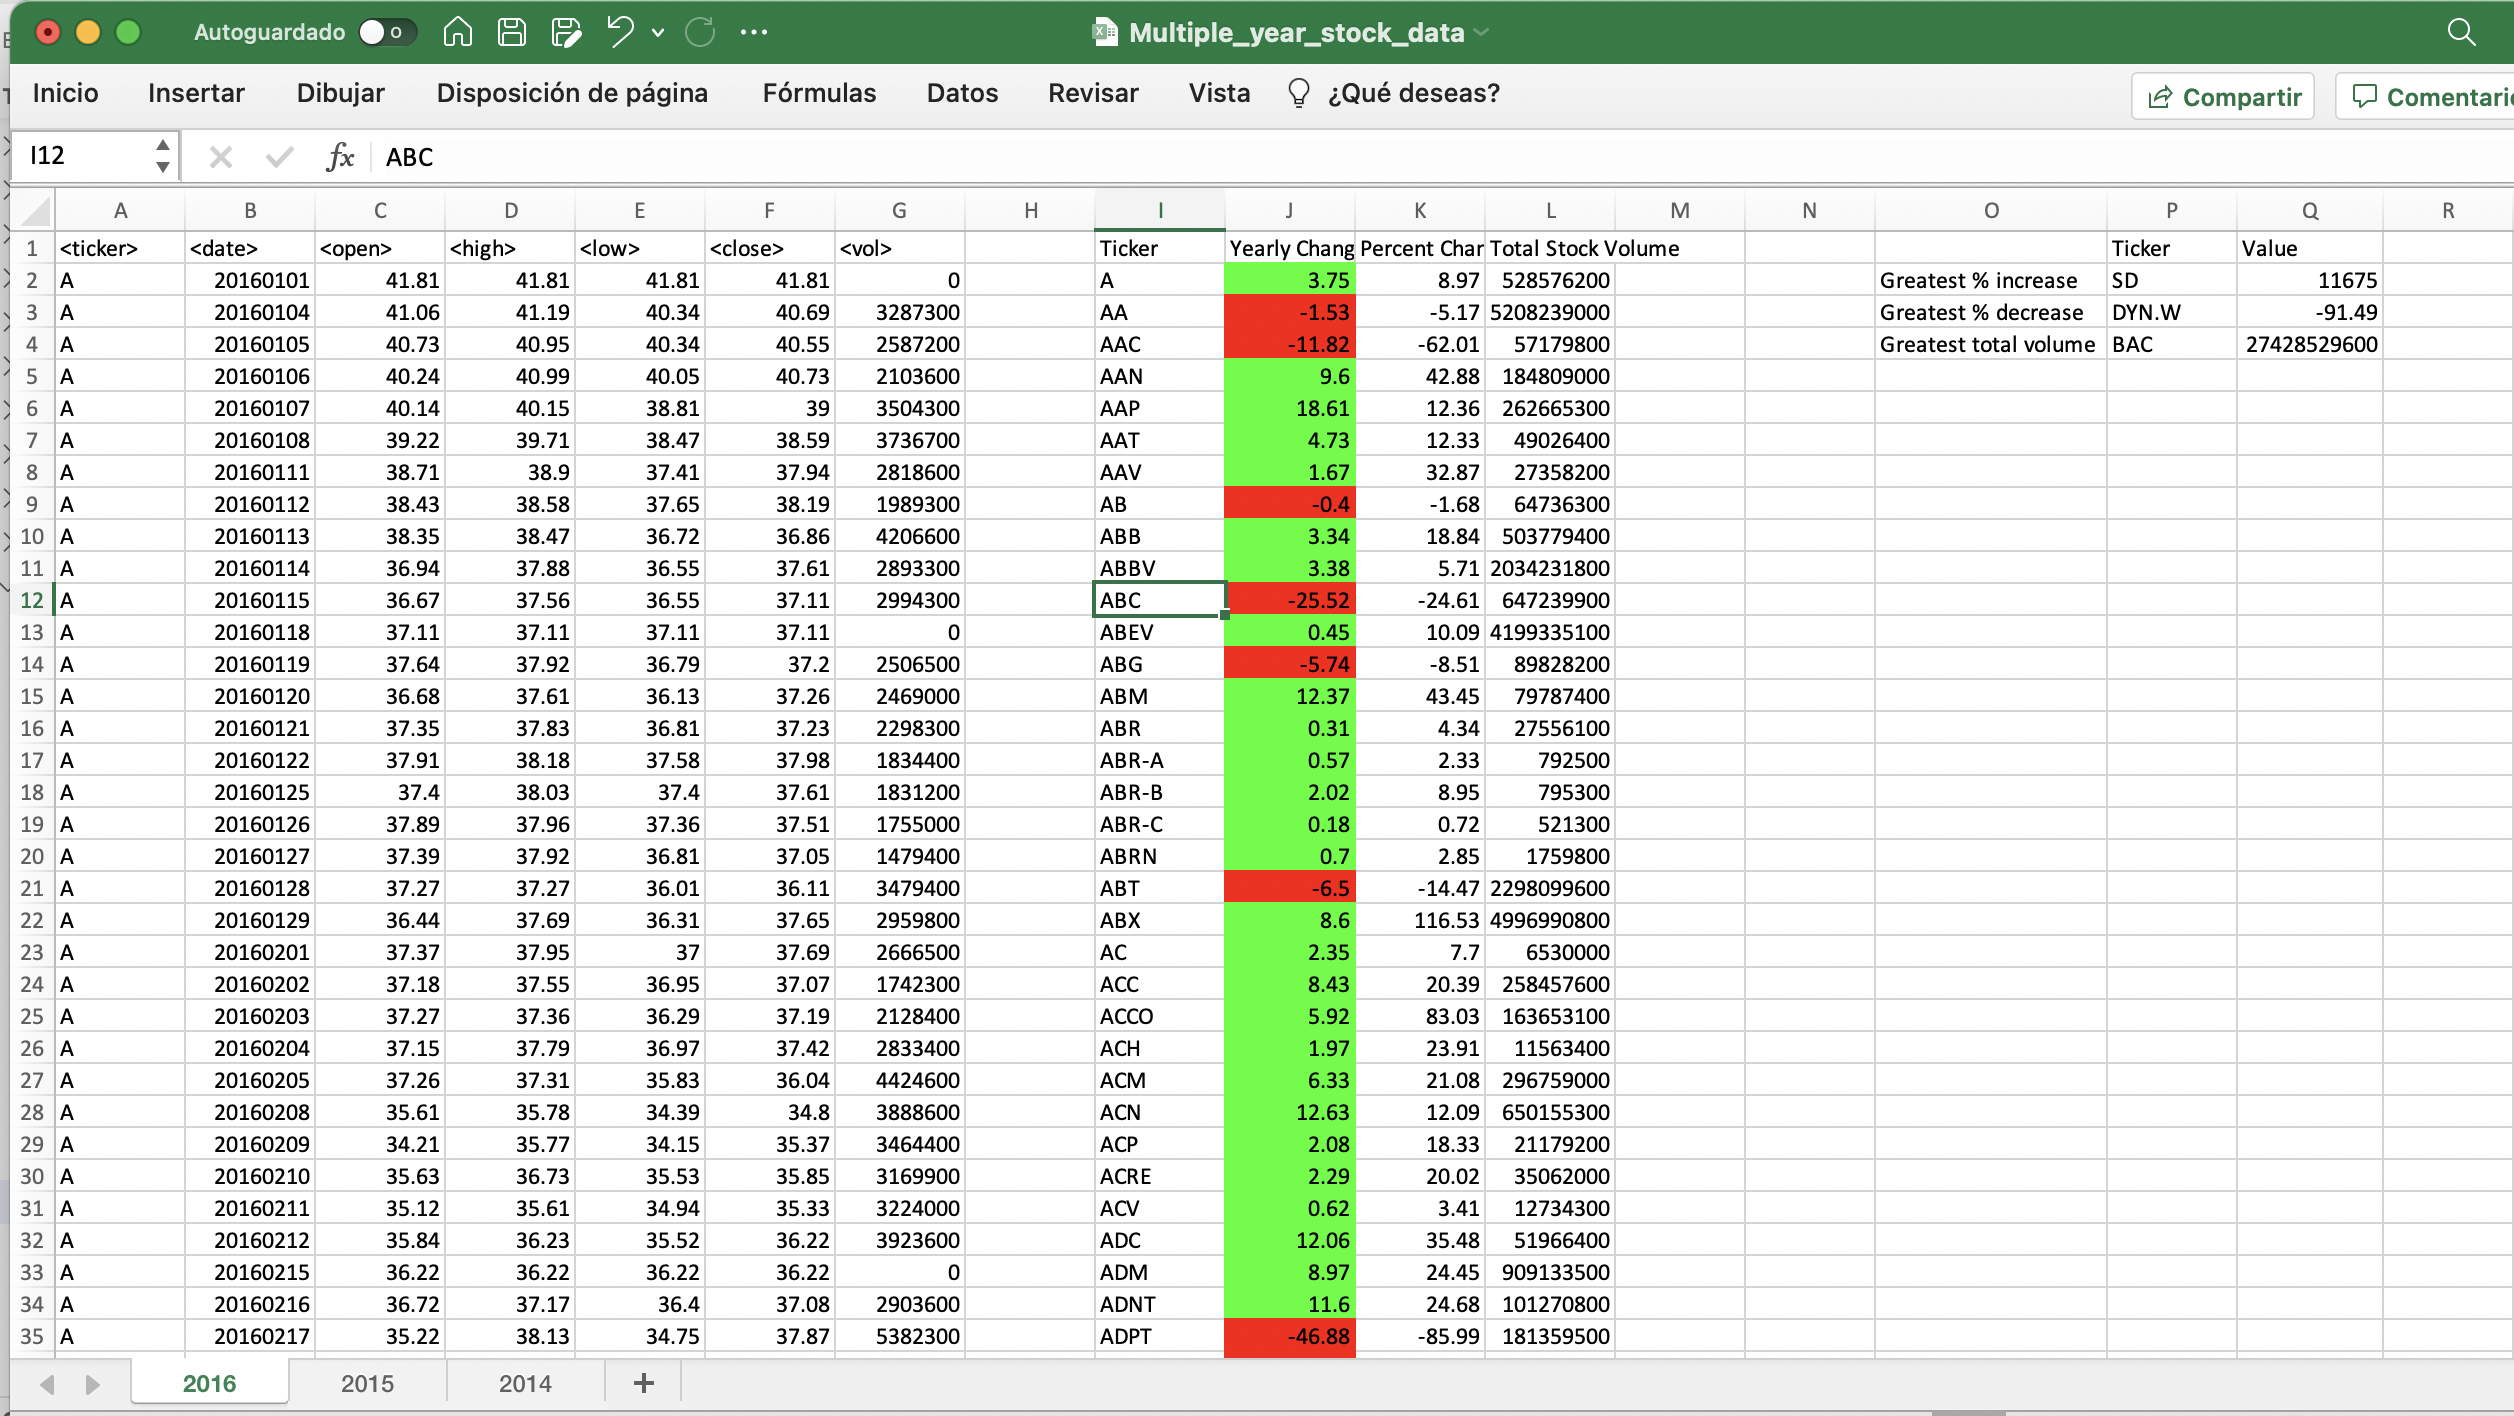 Autoguardado O Multiple_year_stock_data
Inicio Insertar Dibujar Disposición de página Fórmulas Datos Revisar Vista ¿Qué deseas? Compartir Comentari
I12 fx ABC
A B C D E F G H I J K L M N O P Q R
1 <ticker> <date> <open> <high> <low> <close> <vol> Ticker Yearly Chang Percent Char Total Stock Volume Ticker Value
2 A 20160101 41.81 41.81 41.81 41.81 0 A 3.75 8.97 528576200 Greatest % increase SD 11675
3 A 20160104 41.06 41.19 40.34 40.69 3287300 AA -1.53 -5.17 5208239000 Greatest % decrease DYN.W -91.49
4 A 20160105 40.73 40.95 40.34 40.55 2587200 AAC -11.82 -62.01 57179800 Greatest total volume BAC 27428529600
5 A 20160106 40.24 40.99 40.05 40.73 2103600 AAN 9.6 42.88 184809000
6 A 20160107 40.14 40.15 38.81 39 3504300 AAP 18.61 12.36 262665300
7 A 20160108 39.22 39.71 38.47 38.59 3736700 AAT 4.73 12.33 49026400
8 A 20160111 38.71 38.9 37.41 37.94 2818600 AAV 1.67 32.87 27358200
9 A 20160112 38.43 38.58 37.65 38.19 1989300 AB -0.4 -1.68 64736300
10 A 20160113 38.35 38.47 36.72 36.86 4206600 ABB 3.34 18.84 503779400
11 A 20160114 36.94 37.88 36.55 37.61 2893300 ABBV 3.38 5.71 2034231800
12 A 20160115 36.67 37.56 36.55 37.11 2994300 ABC -25.52 -24.61 647239900
13 A 20160118 37.11 37.11 37.11 37.11 0 ABEV 0.45 10.09 4199335100
14 A 20160119 37.64 37.92 36.79 37.2 2506500 ABG -5.74 -8.51 89828200
15 A 20160120 36.68 37.61 36.13 37.26 2469000 ABM 12.37 43.45 79787400
16 A 20160121 37.35 37.83 36.81 37.23 2298300 ABR 0.31 4.34 27556100
17 A 20160122 37.91 38.18 37.58 37.98 1834400 ABR-A 0.57 2.33 792500
18 A 20160125 37.4 38.03 37.4 37.61 1831200 ABR-B 2.02 8.95 795300
19 A 20160126 37.89 37.96 37.36 37.51 1755000 ABR-C 0.18 0.72 521300
20 A 20160127 37.39 37.92 36.81 37.05 1479400 ABRN 0.7 2.85 1759800
21 A 20160128 37.27 37.27 36.01 36.11 3479400 ABT -6.5 -14.47 2298099600
22 A 20160129 36.44 37.69 36.31 37.65 2959800 ABX 8.6 116.53 4996990800
23 A 20160201 37.37 37.95 37 37.69 2666500 AC 2.35 7.7 6530000
24 A 20160202 37.18 37.55 36.95 37.07 1742300 ACC 8.43 20.39 258457600
25 A 20160203 37.27 37.36 36.29 37.19 2128400 ACCO 5.92 83.03 163653100
26 A 20160204 37.15 37.79 36.97 37.42 2833400 ACH 1.97 23.91 11563400
27 A 20160205 37.26 37.31 35.83 36.04 4424600 ACM 6.33 21.08 296759000
28 A 20160208 35.61 35.78 34.39 34.8 3888600 ACN 12.63 12.09 650155300
29 A 20160209 34.21 35.77 34.15 35.37 3464400 ACP 2.08 18.33 21179200
30 A 20160210 35.63 36.73 35.53 35.85 3169900 ACRE 2.29 20.02 35062000
31 A 20160211 35.12 35.61 34.94 35.33 3224000 ACV 0.62 3.41 12734300
32 A 20160212 35.84 36.23 35.52 36.22 3923600 ADC 12.06 35.48 51966400
33 A 20160215 36.22 36.22 36.22 36.22 0 ADM 8.97 24.45 909133500
34 A 20160216 36.72 37.17 36.4 37.08 2903600 ADNT 11.6 24.68 101270800
35 A 20160217 35.22 38.13 34.75 37.87 5382300 ADPT -46.88 -85.99 181359500
2016 2015 2014 +